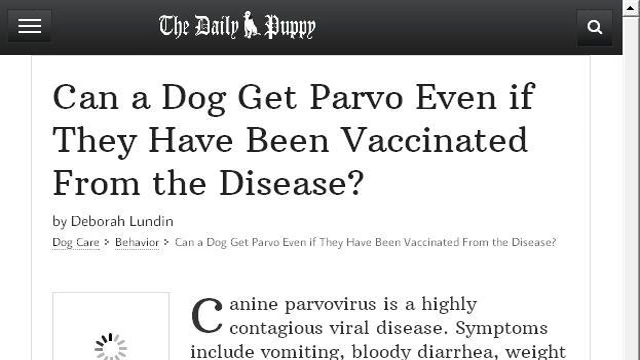 The Daily Puppy
Can a Dog Get Parvo Even if
They Have Been Vaccinated
From the Disease?
by Deborah Lundin
Dog Care > Behavior > Can a Dog Get Parvo Even if They Have Been Vaccinated From the Disease?
Canine parvovirus is a highly
contagious viral disease. Symptoms
include vomiting, bloody diarrhea, weight